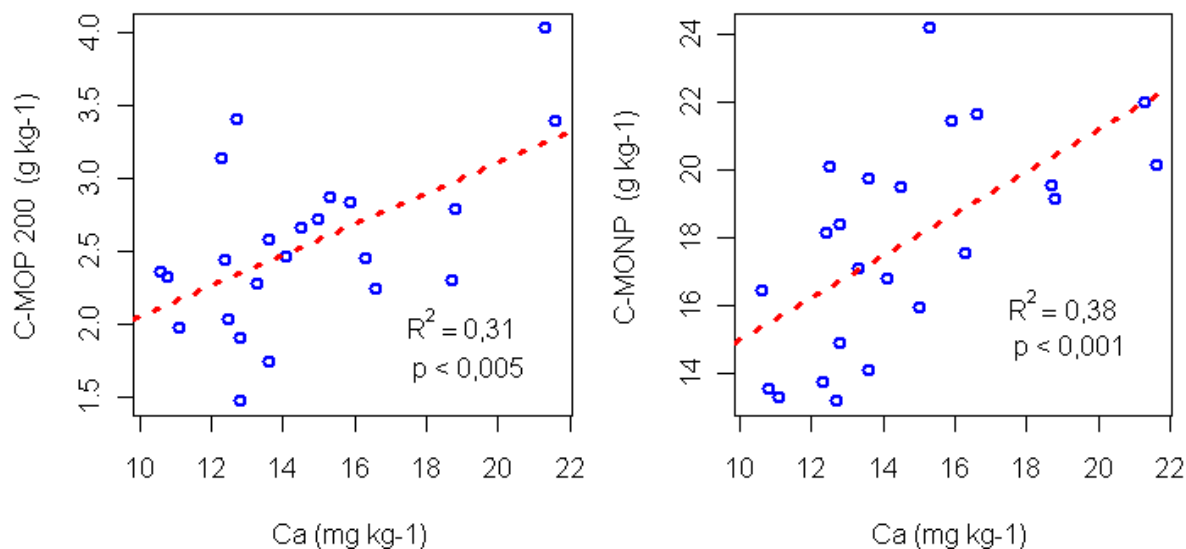 C-MOP 200 (g kg-1)
4.0
3.5
3.0
2.5
2.0
1.5
R2 = 0,31
p < 0,005
10 12 14 16 18 20 22
Ca (mg kg-1)
C-MONP (g kg-1)
24
22
20
18
16
14
R2 = 0,38
p < 0,001
10 12 14 16 18 20 22
Ca (mg kg-1)